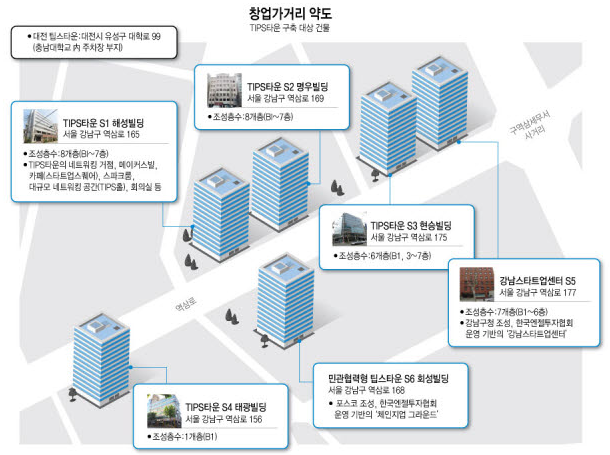 창업가거리 약도
TIPS타운 구축 대상 건물
• 대전 팁스타운:대전시 유성구 대학로 99
(충남대학교 內 주차장 부지)
TIPS타운 S2 명우빌딩
서울 강남구 역삼로 169
•조성층수:8개층(BI~7층)
TIPS타운 S1 해성빌딩
서울 강남구 역삼로 165
•조성층수:8개층(BI~7층)
•TIPS타운의 네트워킹 거점, 메이커스빌,
카페(스타트업스퀘어), 스파크룸,
대규모 네트워킹 공간(TIPS홀), 회의실 등
구역삼세무서
사거리
TIPS타운 S3 현승빌딩
서울 강남구 역삼로 175
•조성층수:6개층(B1, 3~7층)
강남스타트업센터 S5
서울 강남구 역삼로 177
•조성층수:7개층(B1~6층)
•강남구청 조성, 한국엔젤투자협회
운영 기반의 '강남스타트업센터'
역삼로
민관협력형 팁스타운 S6 회성빌딩
서울 강남구 역삼로 168
• 포스코 조성, 한국엔젤투자협회
운영 기반의 '체인지업 그라운드'
TIPS타운 S4 태광빌딩
서울 강남구 역삼로 156
•조성층수:1개층(B1)